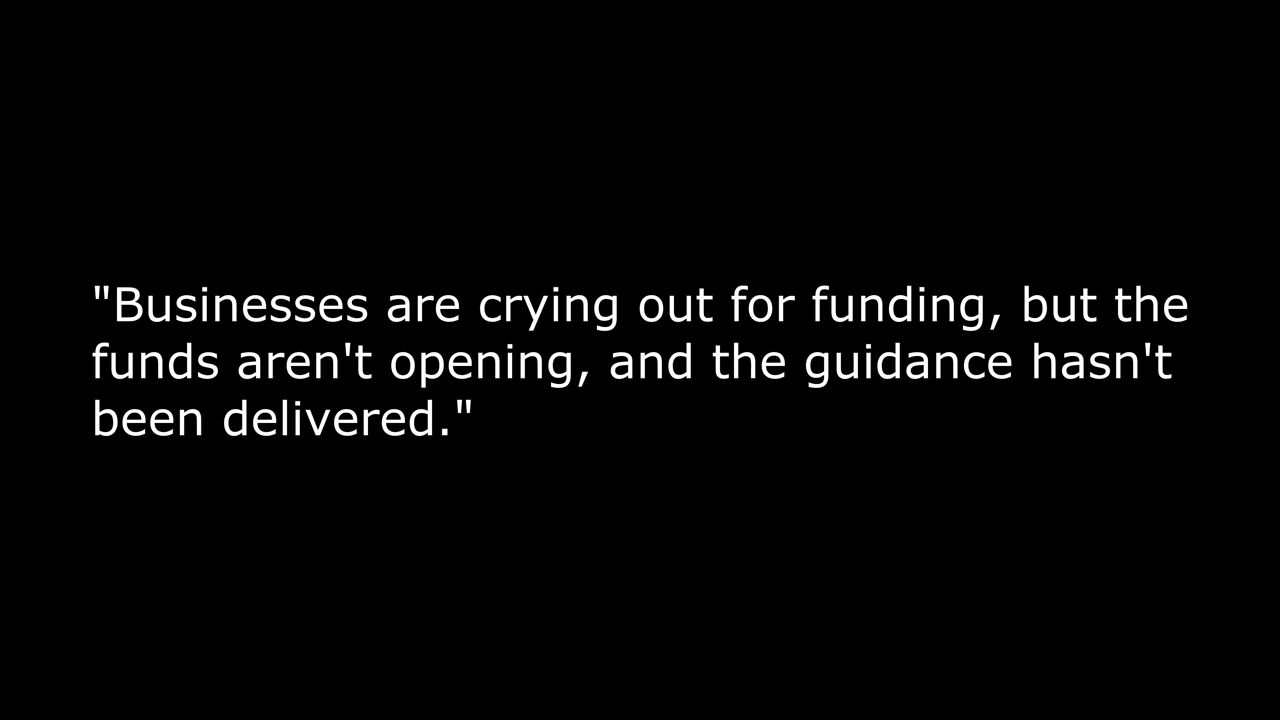 "Businesses are crying out for funding, but the
funds aren't opening, and the guidance hasn't
been delivered."